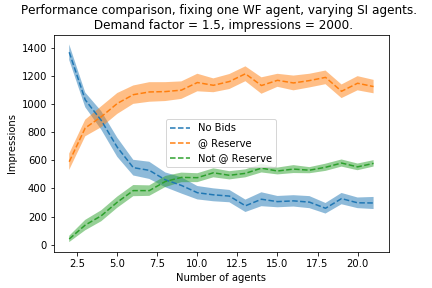 Performance comparison, fixing one WF agent, varying SI agents.
Demand factor = 1.5, impressions = 2000.
1400
1200
1000
800
600
400
200
0
Impressions
No Bids
@ Reserve
Not @ Reserve
2.5 5.0 7.5 10.0 12.5 15.0 17.5 20.0
Number of agents